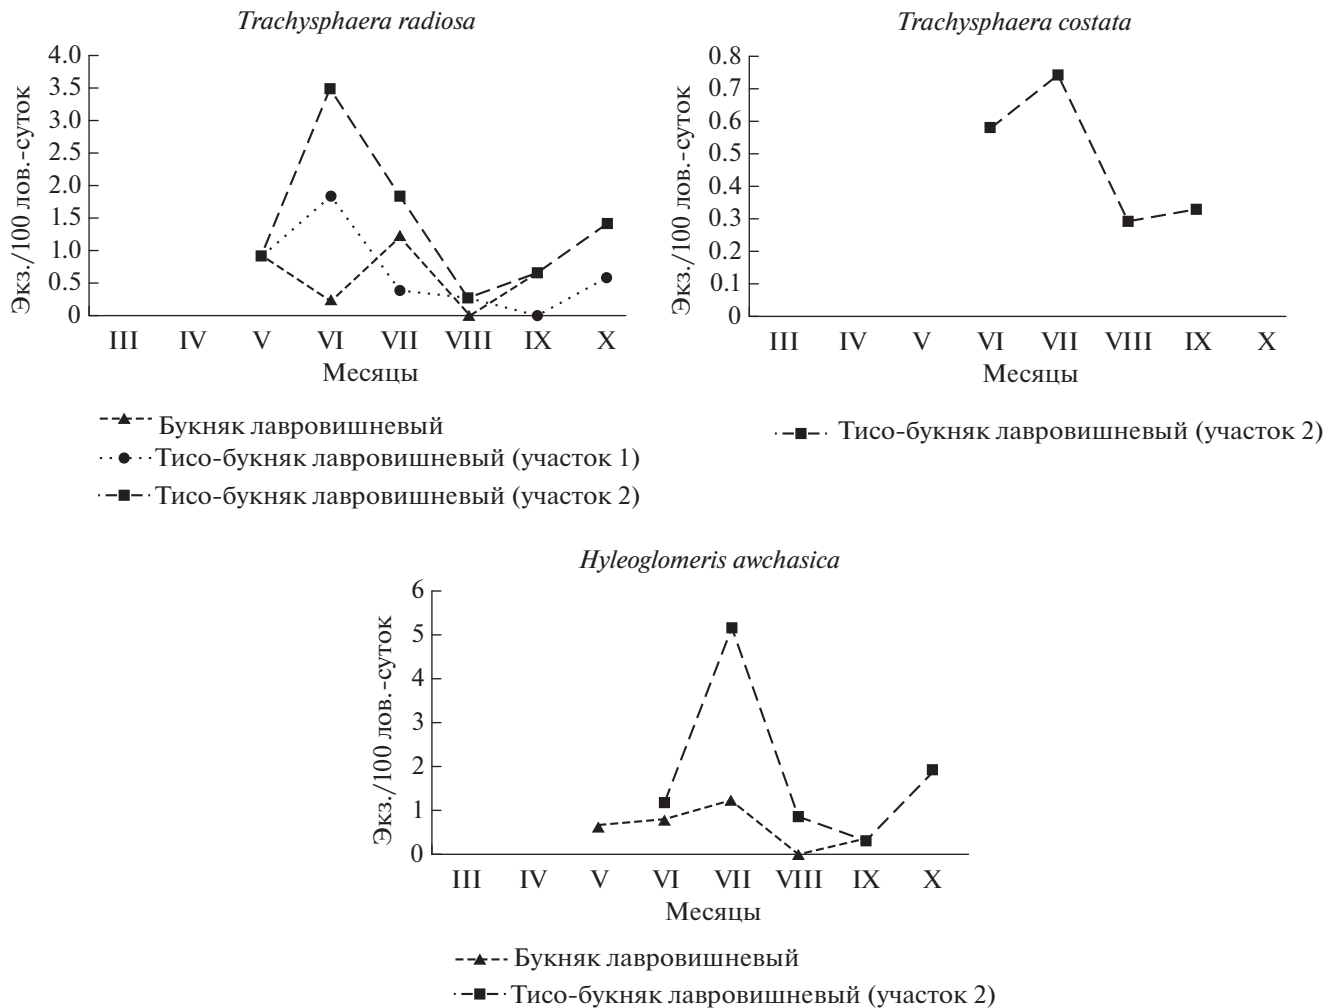 Trachysphaera radiosa
Экз./100 лов.-суток
4.0
3.5
3.0
2.5
2.0
1.5
1.0
0.5
0
III IV V VI VII VIII IX X
Месяцы
Букняк лавровишневый
Тисо-букняк лавровишневый (участок 1)
Тисо-букняк лавровишневый (участок 2)
Trachysphaera costata
Экз./100 лов.-суток
0.8
0.7
0.6
0.5
0.4
0.3
0.2
0.1
0
III IV V VI VII VIII IX X
Месяцы
Тисо-букняк лавровишневый (участок 2)
Hyleoglomeris awchasica
Экз./100 лов.-суток
6
5
4
3
2
1
0
III IV V VI VII VIII IX X
Месяцы
Букняк лавровишневый
Тисо-букняк лавровишневый (участок 2)